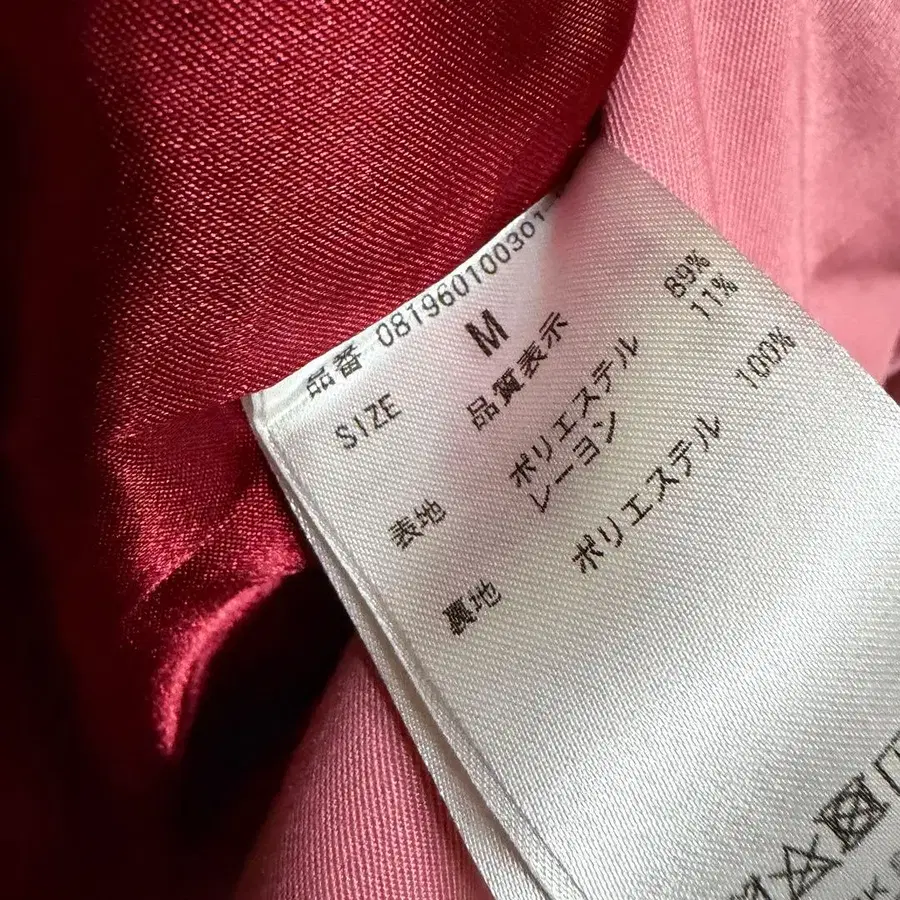 品番 081960100301
SIZE M
品質表示
表地 ポリエステル 89%
レーヨン 11%
裏地 ポリエステル 100%